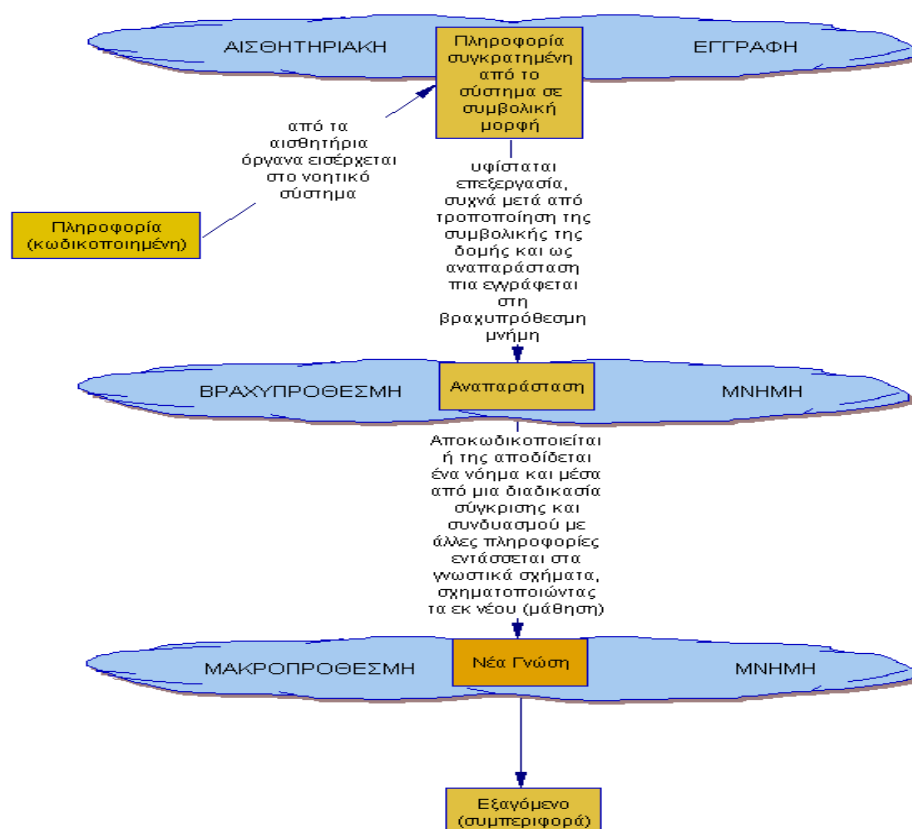 ΑΙΣΘΗΤΗΡΙΑΚΗ
Πληροφορία
συγκρατημένη
από το
σύστημα σε
συμβολική
μορφή
ΕΓΓΡΑΦΗ
από τα
αισθητήρια
όργανα εισέρχεται
στο νοητικό
σύστημα
Πληροφορία
(κωδικοποιημένη)
υφίσταται
επεξεργασία,
συχνά μετά από
τροποποίηση της
συμβολικής της
δομής και ως
αναπαράσταση
πια εγγράφεται
στη
βραχυπρόθεσμη
μνήμη
ΒΡΑΧΥΠΡΟΘΕΣΜΗ
Αναπαράσταση
ΜΝΗΜΗ
Αποκωδικοποιείται
ή της αποδίδεται
ένα νόημα και μέσα
από μια διαδικασία
σύγκρισης και
συνδυασμού με
άλλες πληροφορίες
εντάσσεται στα
γνωστικά σχήματα,
σχηματοποιώντας
τα εκ νέου (μάθηση)
ΜΑΚΡΟΠΡΟΘΕΣΜΗ
Νέα Γνώση
ΜΝΗΜΗ
Εξαγόμενο
(συμπεριφορά)